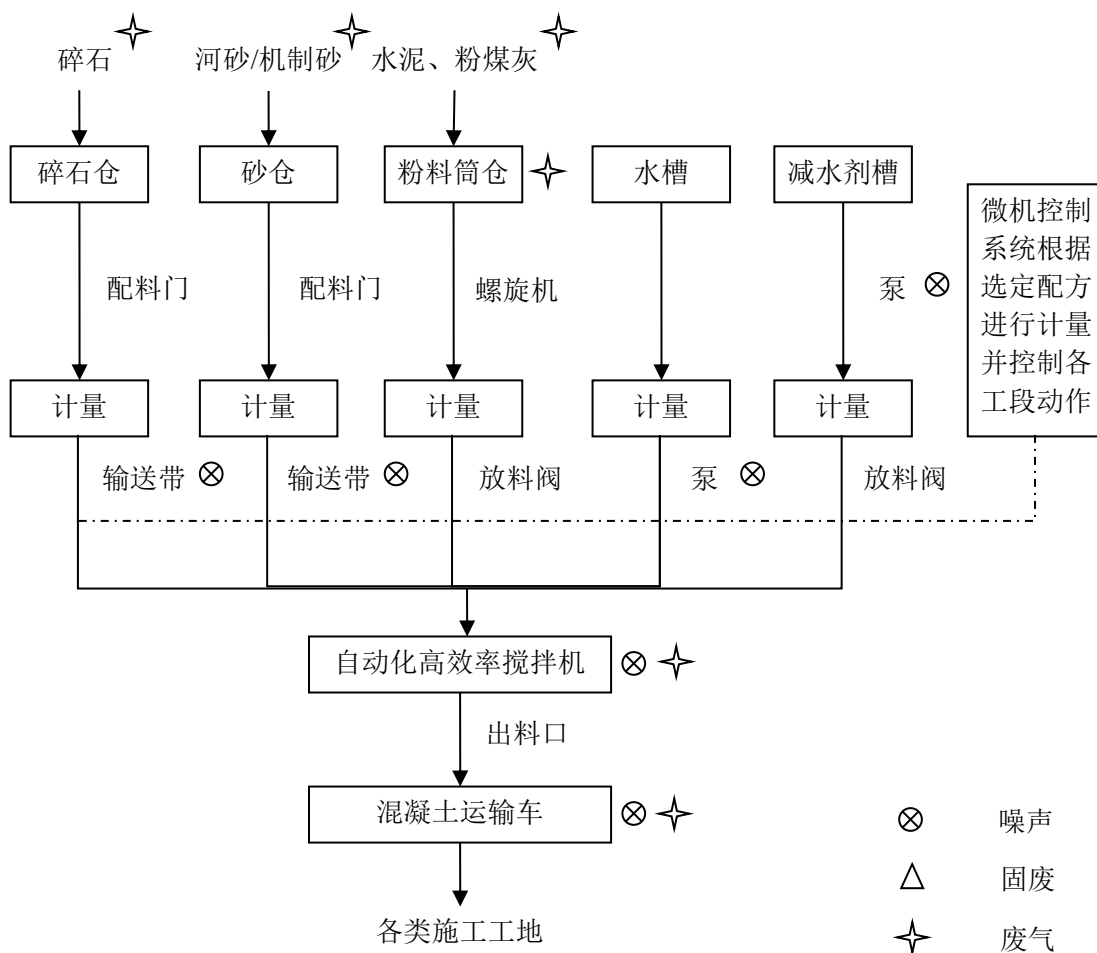 碎石
河砂/机制砂
水泥、粉煤灰
碎石仓
砂仓
粉料筒仓
水槽
减水剂槽
微机控制
系统根据
选定配方
进行计量
并控制各
工段动作
配料门
配料门
螺旋机
泵
计量
计量
计量
计量
计量
输送带
输送带
放料阀
泵
放料阀
自动化高效率搅拌机
出料口
混凝土运输车
各类施工工地
噪声
固废
废气